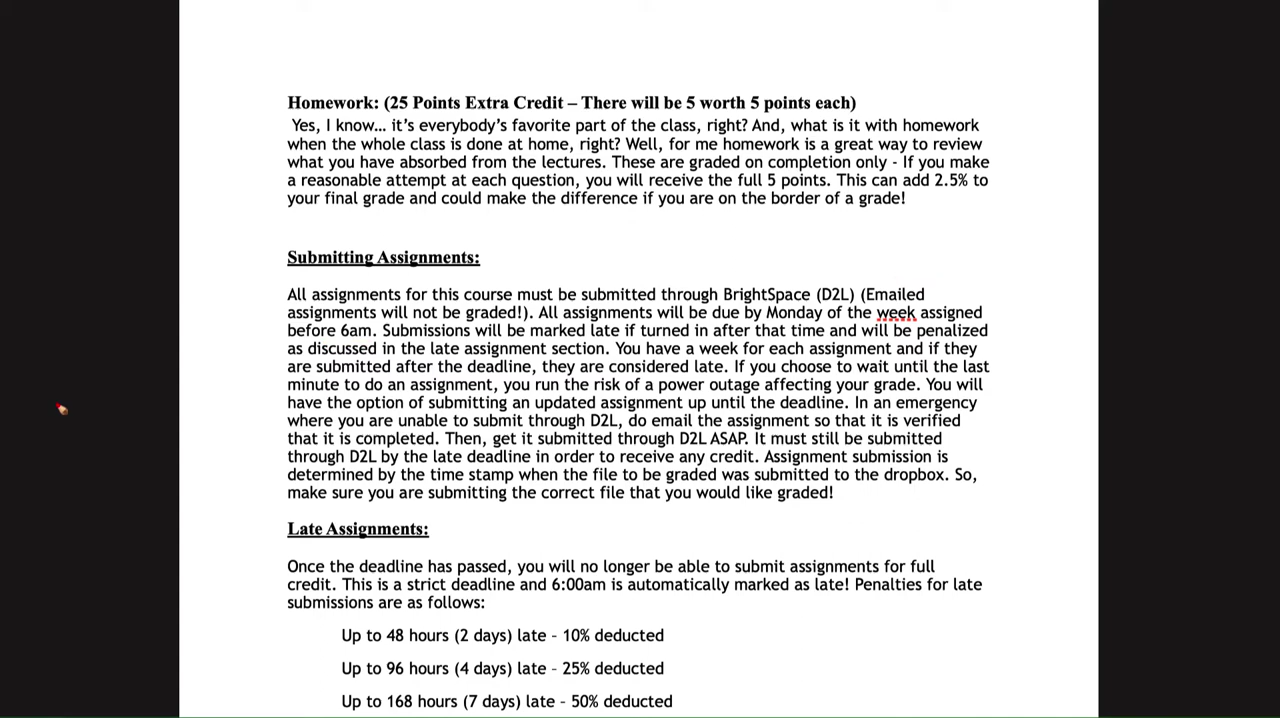 Homework: (25 Points Extra Credit – There will be 5 worth 5 points each)
Yes, I know… it’s everybody’s favorite part of the class, right? And, what is it with homework
when the whole class is done at home, right? Well, for me homework is a great way to review
what you have absorbed from the lectures. These are graded on completion only - If you make
a reasonable attempt at each question, you will receive the full 5 points. This can add 2.5% to
your final grade and could make the difference if you are on the border of a grade!
Submitting Assignments:
All assignments for this course must be submitted through BrightSpace (D2L) (Emailed
assignments will not be graded!). All assignments will be due by Monday of the week assigned
before 6am. Submissions will be marked late if turned in after that time and will be penalized
as discussed in the late assignment section. You have a week for each assignment and if they
are submitted after the deadline, they are considered late. If you choose to wait until the last
minute to do an assignment, you run the risk of a power outage affecting your grade. You will
have the option of submitting an updated assignment up until the deadline. In an emergency
where you are unable to submit through D2L, do email the assignment so that it is verified
that it is completed. Then, get it submitted through D2L ASAP. It must still be submitted
through D2L by the late deadline in order to receive any credit. Assignment submission is
determined by the time stamp when the file to be graded was submitted to the dropbox. So,
make sure you are submitting the correct file that you would like graded!
Late Assignments:
Once the deadline has passed, you will no longer be able to submit assignments for full
credit. This is a strict deadline and 6:00am is automatically marked as late! Penalties for late
submissions are as follows:
Up to 48 hours (2 days) late - 10% deducted
Up to 96 hours (4 days) late - 25% deducted
Up to 168 hours (7 days) late - 50% deducted